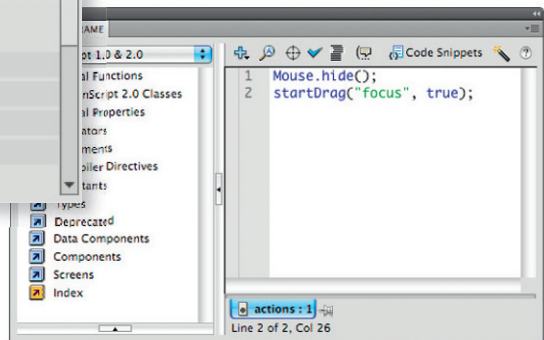 AME
pt 1.0 & 2.0
al Functions
nScript 2.0 Classes
al Properties
ators
ments
piler Directives
tants
Types
Deprecated
Data Components
Components
Screens
Index
Code Snippets
1 Mouse.hide();
2 startDrag("focus", true);
actions : 1
Line 2 of 2, Col 26